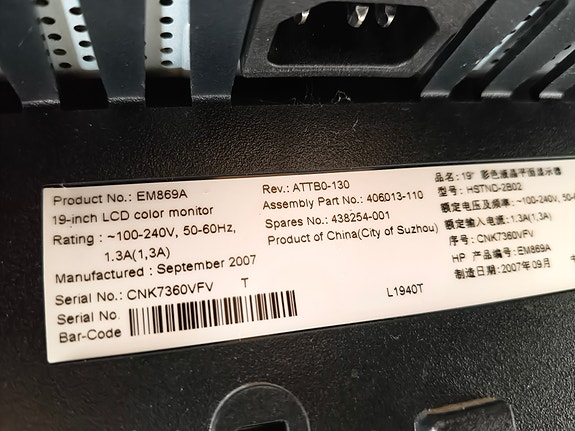 Product No.: EM869A
19-inch LCD color monitor
Rating : ~100-240V, 50-60Hz,
1.3A(1,3A)
Manufactured : September 2007
Serial No.: CNK7360VFV T
Serial No.
Bar-Code
Rev.: ATTB0-130
Assembly Part No.: 406013-110
Spares No.: 438254-001
Product of China(City of Suzhou)
L1940T
品名: 19" 彩色液晶平面显示器
型号: HSTND-2B02
额定电压及频率: ~100-240V,
额定输入电流: 1.3A(1,3A)
序号: CNK7360VFV
HP 产品编号: EM869A
制造日期: 2007年09月